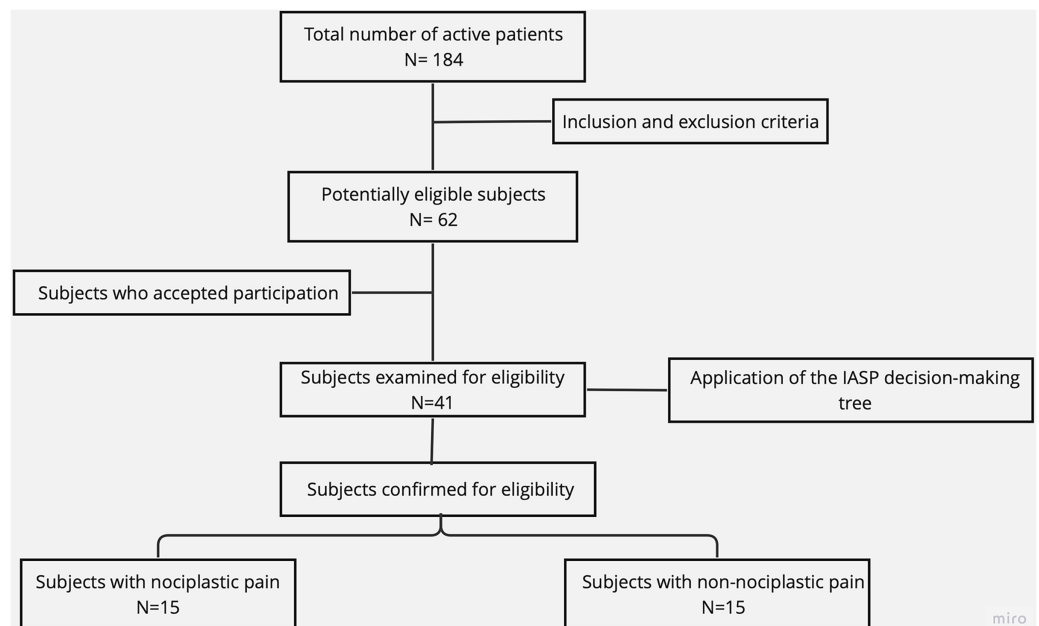 Total number of active patients
N= 184
Inclusion and exclusion criteria
Potentially eligible subjects
N= 62
Subjects who accepted participation
Subjects examined for eligibility
N=41
Application of the IASP decision-making
tree
Subjects confirmed for eligibility
Subjects with nociplastic pain
N=15
Subjects with non-nociplastic pain
N=15
miro